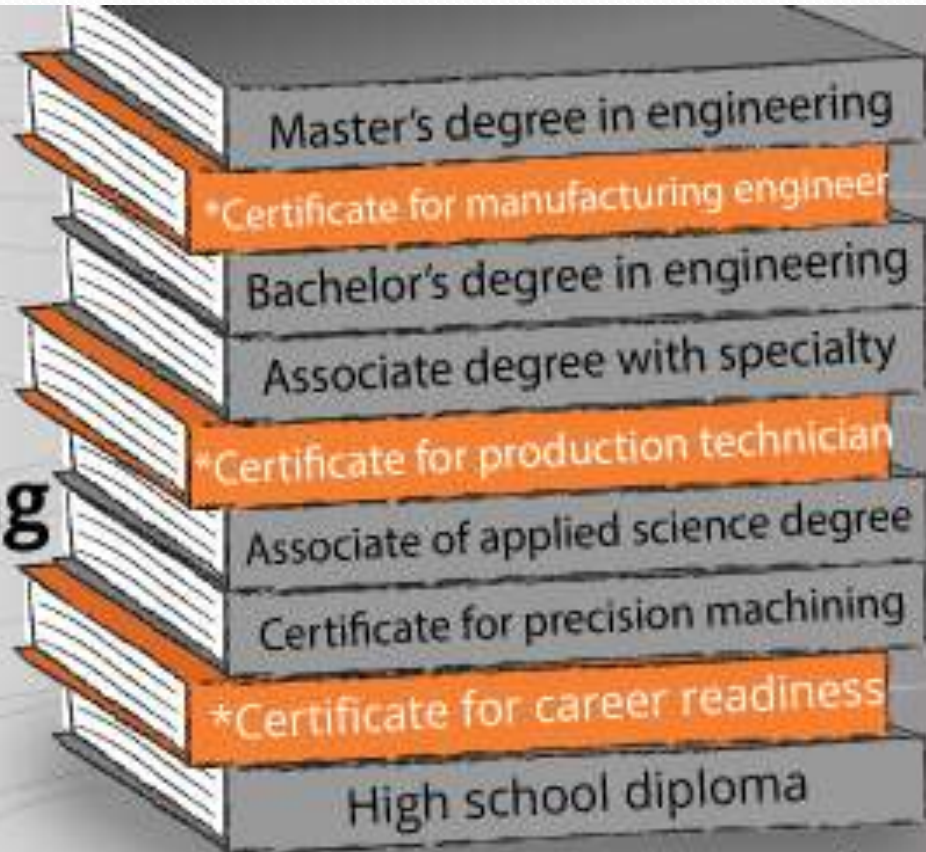 Master's degree in engineering
*Certificate for manufacturing engineer
Bachelor's degree in engineering
Associate degree with specialty
*Certificate for production technician
g
Associate of applied science degree
Certificate for precision machining
*Certificate for career readiness
High school diploma